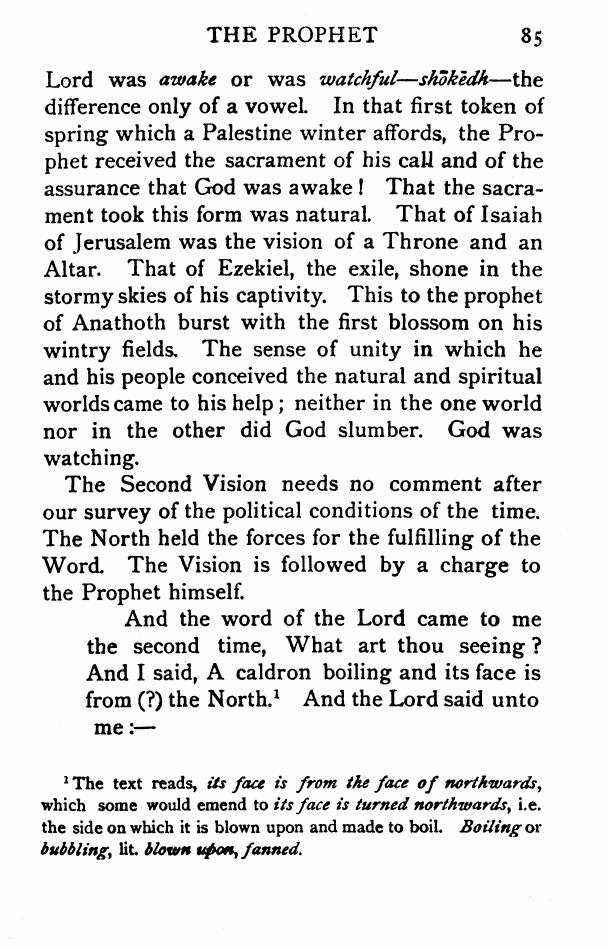 THE PROPHET 85
Lord was awake or was watchful—shōkēdh—the
difference only of a vowel. In that first token of
spring which a Palestine winter affords, the Pro-
phet received the sacrament of his call and of the
assurance that God was awake! That the sacra-
ment took this form was natural. That of Isaiah
of Jerusalem was the vision of a Throne and an
Altar. That of Ezekiel, the exile, shone in the
stormy skies of his captivity. This to the prophet
of Anathoth burst with the first blossom on his
wintry fields. The sense of unity in which he
and his people conceived the natural and spiritual
worlds came to his help; neither in the one world
nor in the other did God slumber. God was
watching.
The Second Vision needs no comment after
our survey of the political conditions of the time.
The North held the forces for the fulfilling of the
Word. The Vision is followed by a charge to
the Prophet himself.
And the word of the Lord came to me
the second time, What art thou seeing?
And I said, A caldron boiling and its face is
from (?) the North.¹ And the Lord said unto
me:—
¹ The text reads, its face is from the face of northwards,
which some would emend to its face is turned northwards, i.e.
the side on which it is blown upon and made to boil. Boiling or
bubbling, lit. blown upon, fanned.